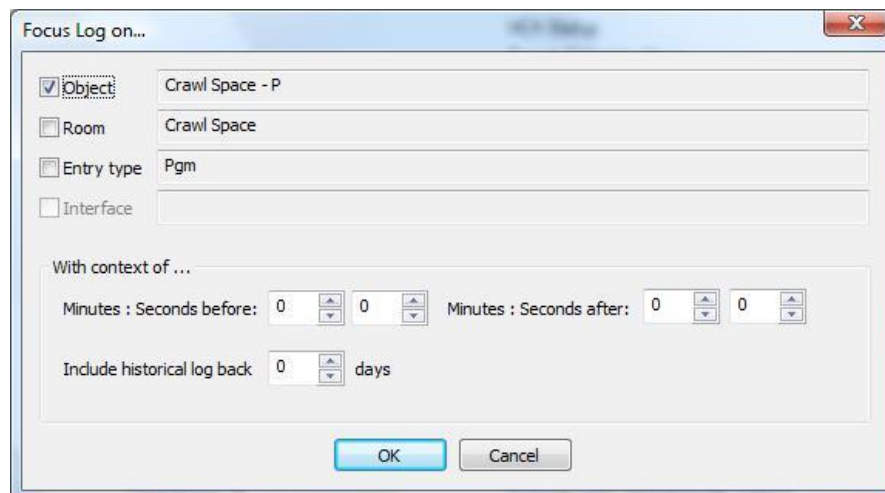 Focus Log on...
Object Crawl Space - P
Room Crawl Space
Entry type Pgm
Interface
With context of ...
Minutes : Seconds before: 0 0 Minutes : Seconds after: 0 0
Include historical log back 0 days
OK Cancel